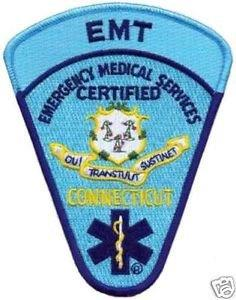 EMT
EMERGENCY MEDICAL SERVICES
CERTIFIED
QUI TRANSTULIT SUSTINET
CONNECTICUT
®